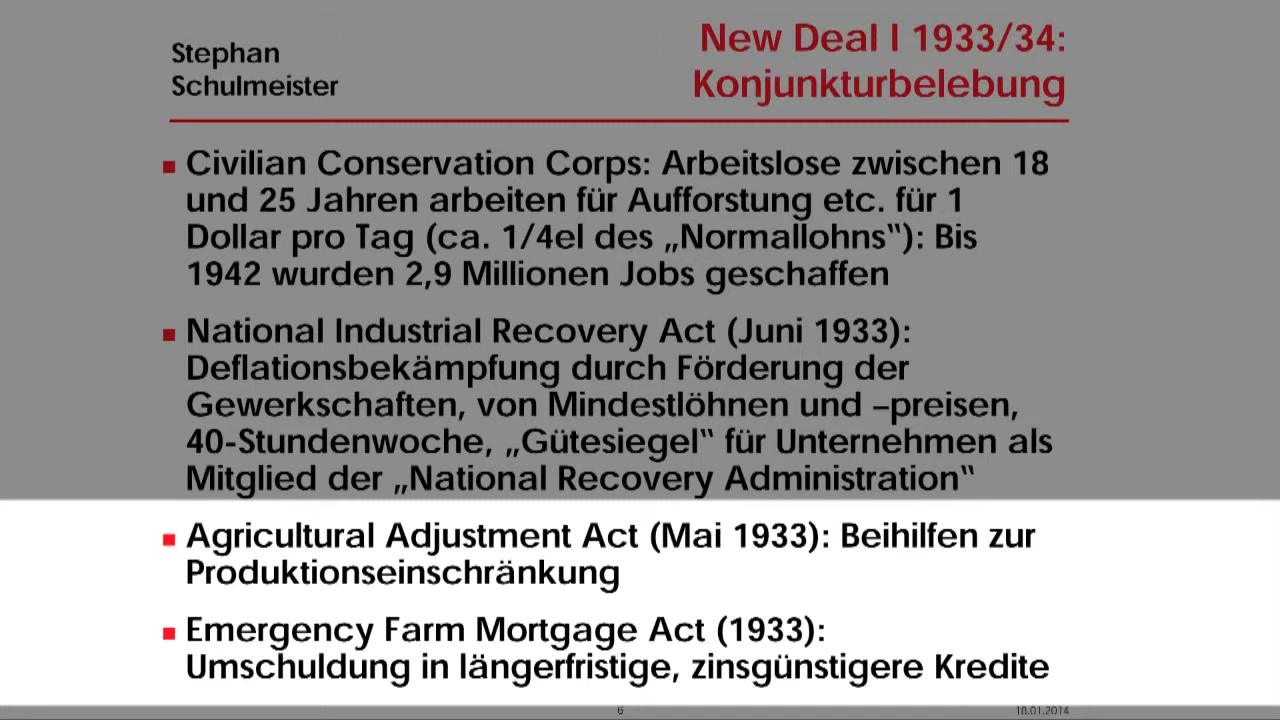 Stephan
Schulmeister
New Deal I 1933/34:
Konjunkturbelebung
Civilian Conservation Corps: Arbeitslose zwischen 18
und 25 Jahren arbeiten für Aufforstung etc. für 1
Dollar pro Tag (ca. 1/4el des „Normallohns“): Bis
1942 wurden 2,9 Millionen Jobs geschaffen
National Industrial Recovery Act (Juni 1933):
Deflationsbekämpfung durch Förderung der
Gewerkschaften, von Mindestlöhnen und –preisen,
40-Stundenwoche, „Gütesiegel“ für Unternehmen als
Mitglied der „National Recovery Administration“
Agricultural Adjustment Act (Mai 1933): Beihilfen zur
Produktionseinschränkung
Emergency Farm Mortgage Act (1933):
Umschuldung in längerfristige, zinsgünstigere Kredite
6
18.01.2014